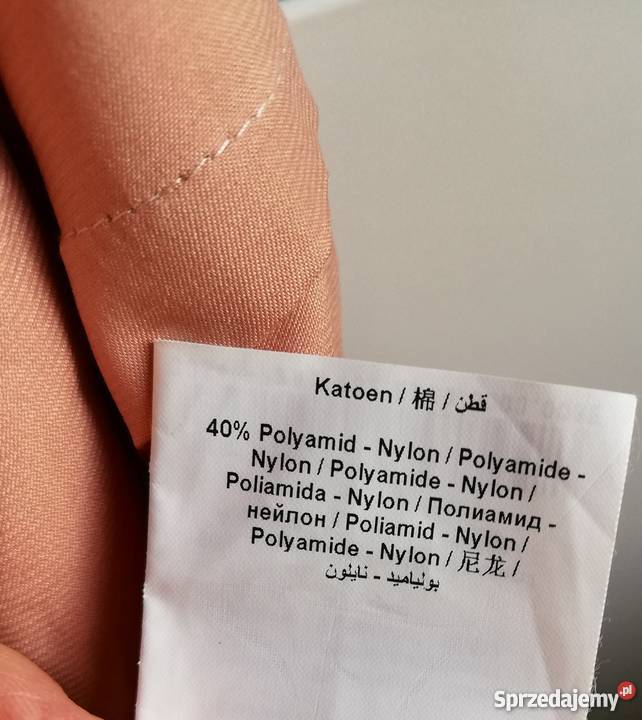 Katoen / 棉 / قطن
40% Polyamid - Nylon / Polyamide -
Nylon / Polyamide - Nylon /
Poliamida - Nylon / Полиамид -
нейлон / Poliamid - Nylon /
Polyamide - Nylon / 尼龙 /
بولياميد - نايلون
Sprzedajemy.pl